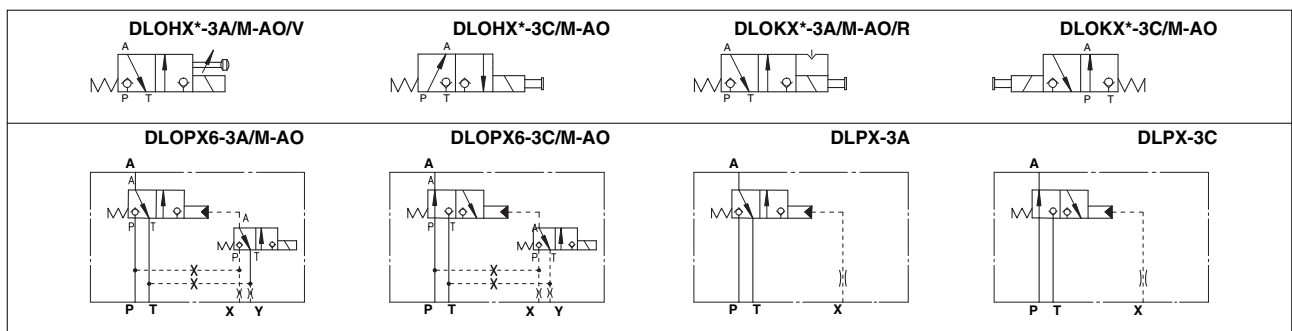 DLOHX*-3A/M-AO/V DLOHX*-3C/M-AO DLOKX*-3A/M-AO/R DLOKX*-3C/M-AO
A A A A
P T P T P T P T
DLOPX6-3A/M-AO DLOPX6-3C/M-AO DLPX-3A DLPX-3C
A A A A
A A
P T P T
A A
P T P T
P T X Y P T X Y P T X P T X